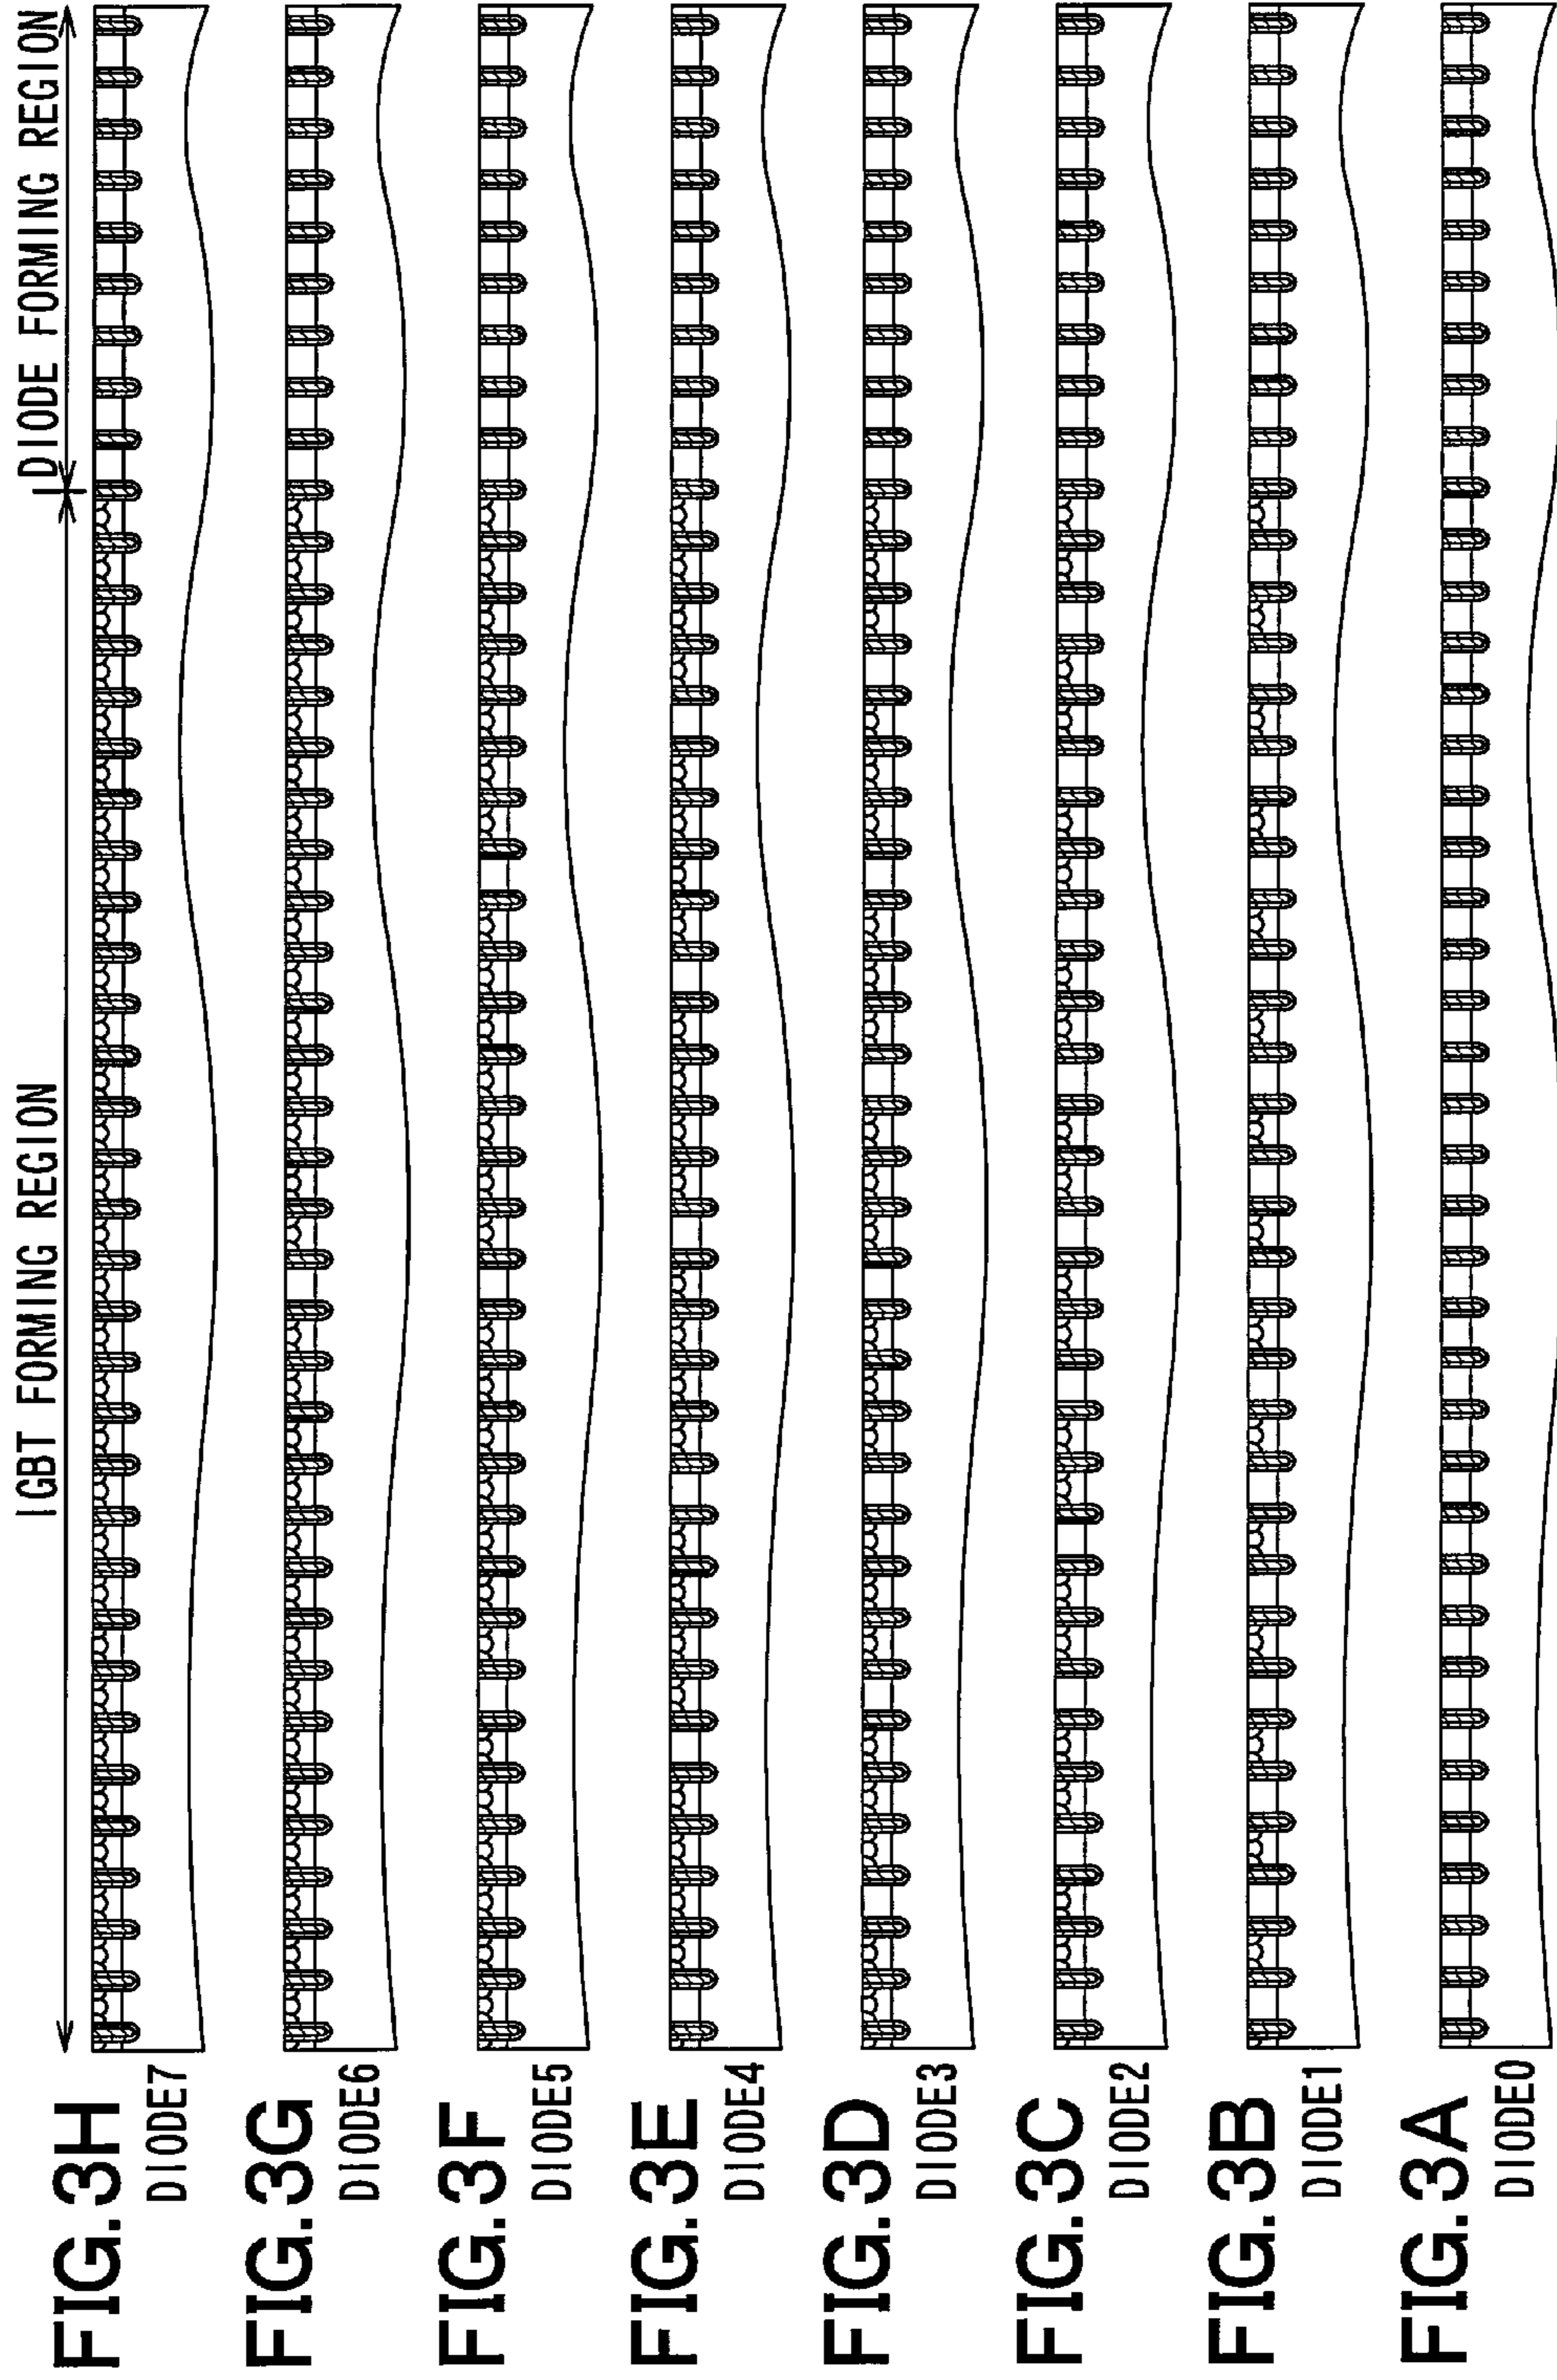 IGBT FORMING REGION
DIODE FORMING REGION
FIG.3H
DIODE7
FIG.3G
DIODE6
FIG.3F
DIODE5
FIG.3E
DIODE4
FIG.3D
DIODE3
FIG.3C
DIODE2
FIG.3B
DIODE1
FIG.3A
DIODE0